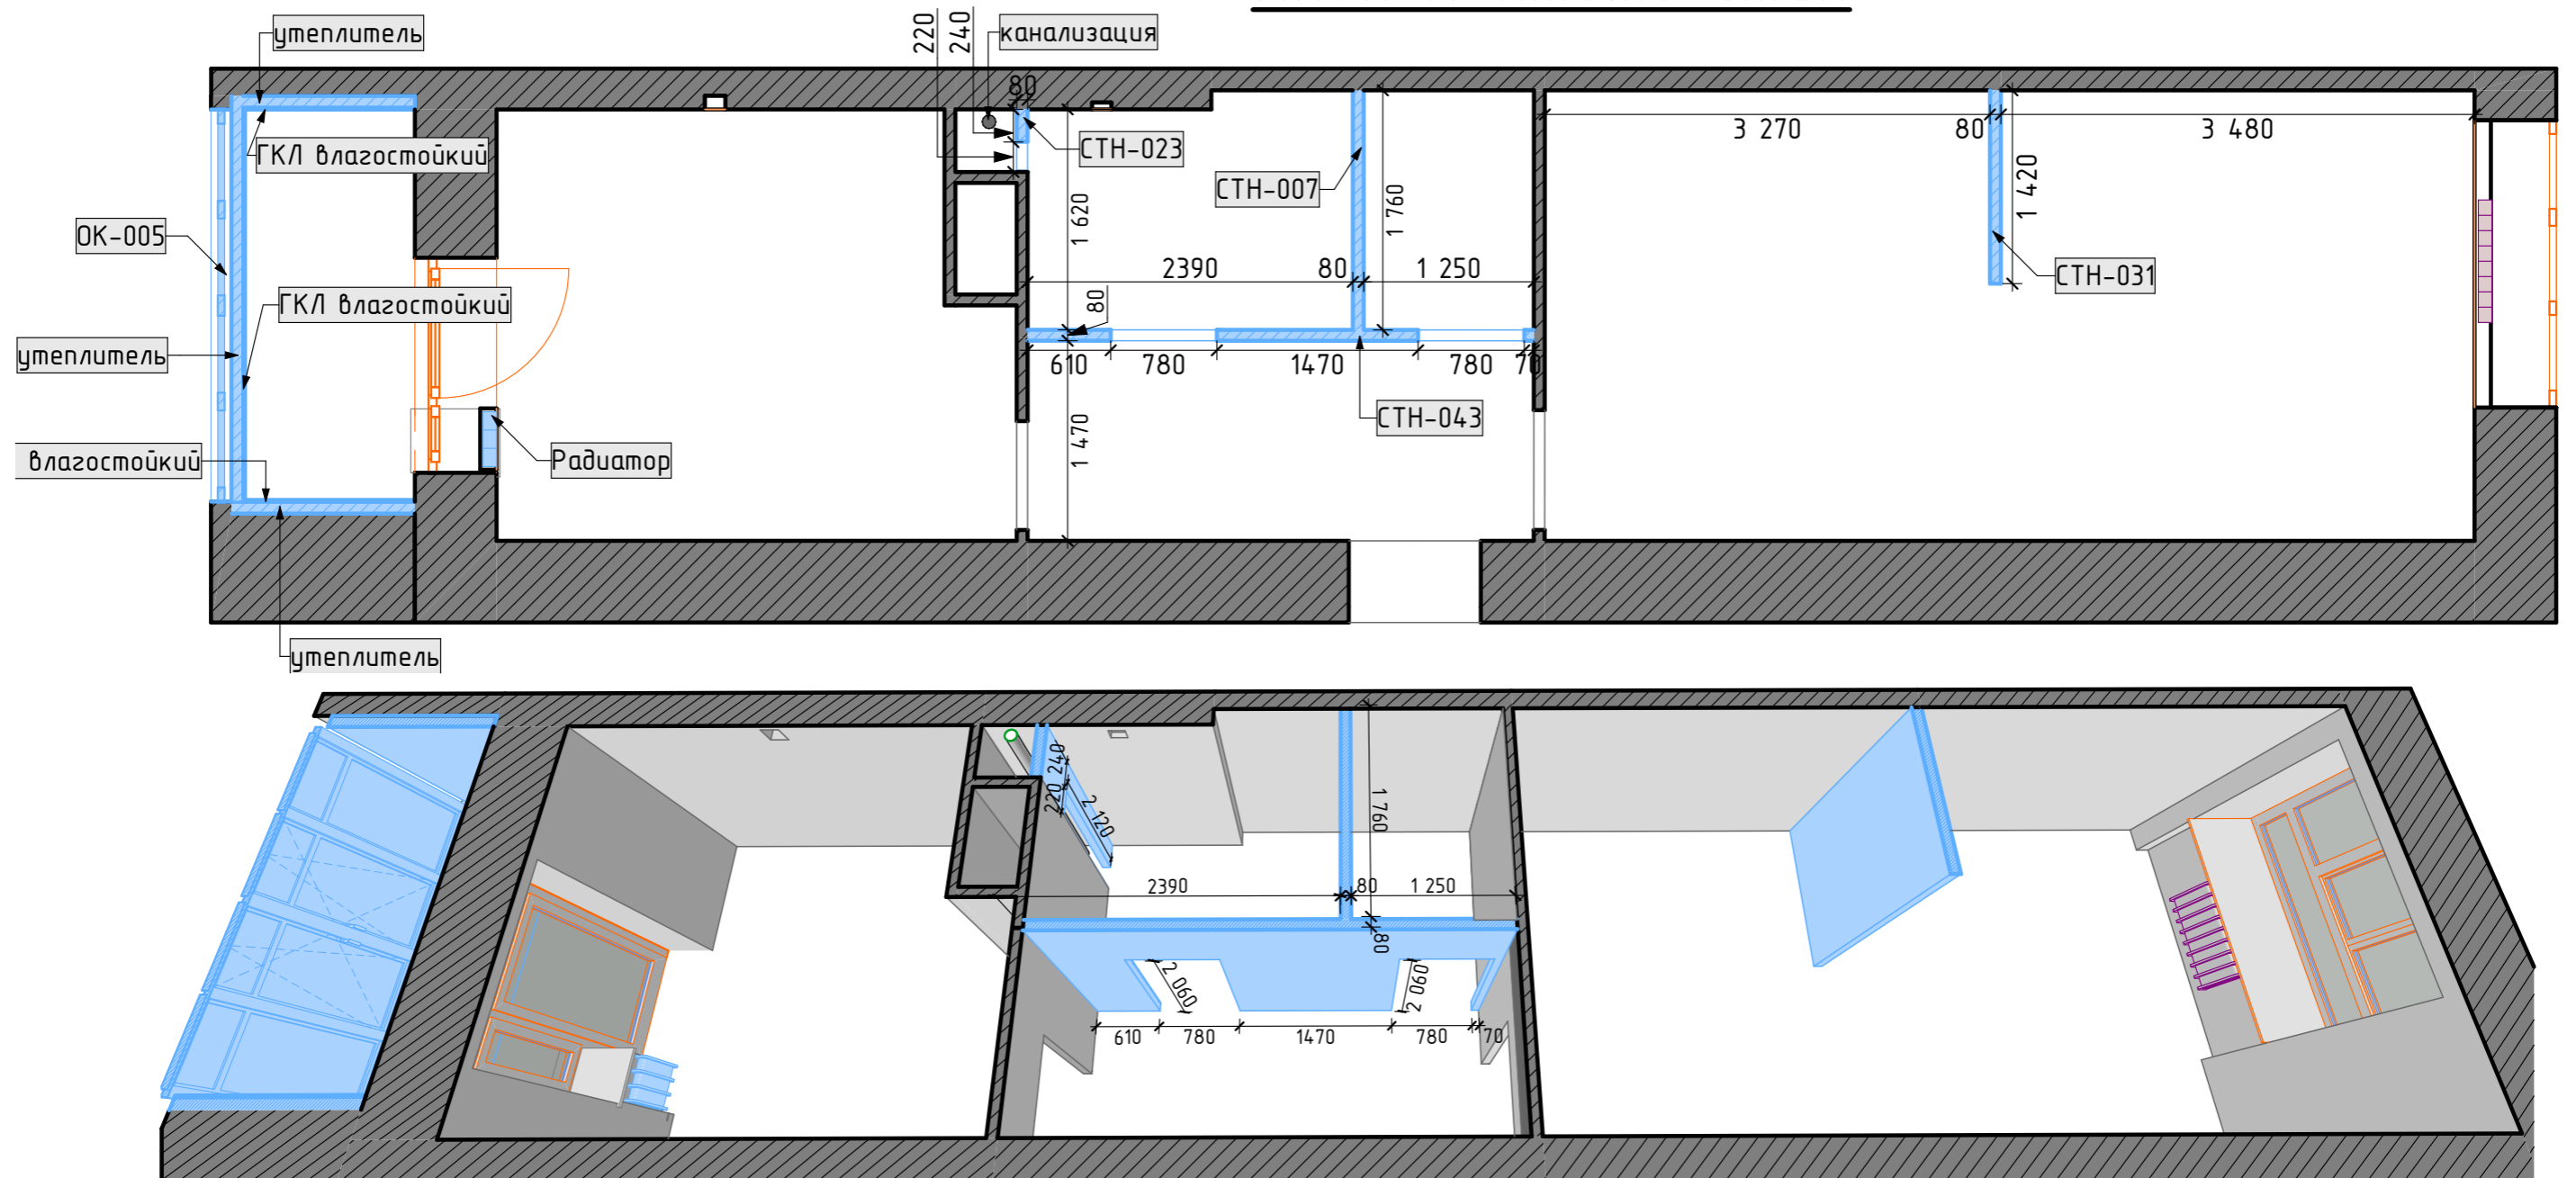 утеплитель
220
240
канализация
80
ГКЛ влагостойкий
СТН-023
3 270
80
3 480
СТН-007
1 420
1 620
1 760
ОК-005
2390
80
1 250
СТН-031
ГКЛ влагостойкий
80
утеплитель
610
780
1470
780
70
СТН-043
1 470
влагостойкий
Радиатор
утеплитель
240
220
2 120
1 760
2390
80
1 250
80
2 060
2 060
610
780
1470
780
70